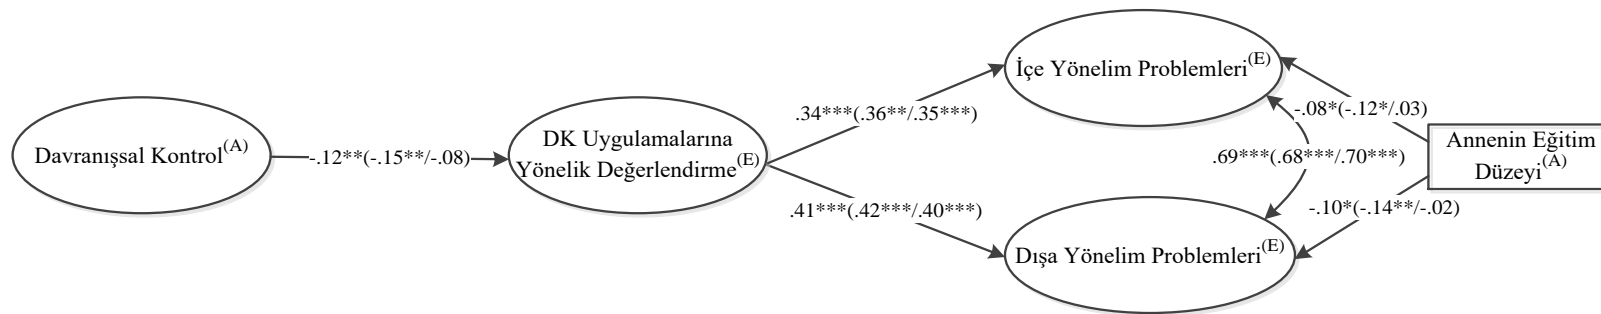 Davranışsal Kontrol(A)
-.12**(-.15**/-.08)
DK Uygulamalarına
Yönelik Değerlendirme(E)
.34***(.36**/.35***)
.41***(.42***/.40***)
İçe Yönelim Problemleri(E)
-.08*(-.12*/.03)
.69***(.68***/.70***)
-.10*(-.14**/-.02)
Dışa Yönelim Problemleri(E)
Annenin Eğitim
Düzeyi(A)